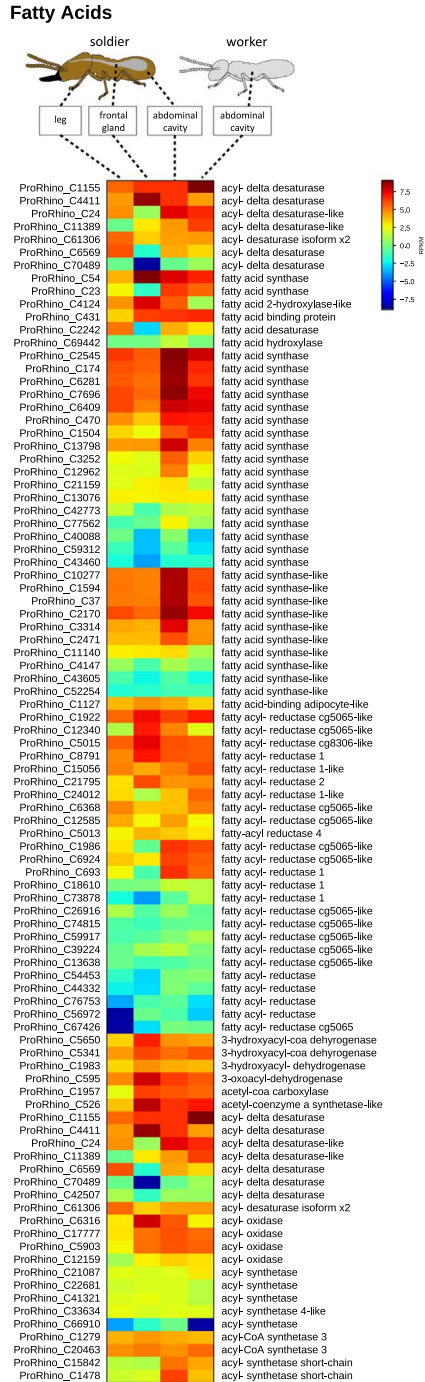 Fatty Acids
soldier worker
leg frontal gland abdominal cavity abdominal cavity
ProRhino_C1155 acyl- delta desaturase
ProRhino_C4411 acyl- delta desaturase
ProRhino_C24 acyl- delta desaturase-like
ProRhino_C11389 acyl- delta desaturase-like
ProRhino_C61306 acyl- desaturase isoform x2
ProRhino_C6569 acyl- delta desaturase
ProRhino_C70489 acyl- delta desaturase
ProRhino_C54 fatty acid synthase
ProRhino_C23 fatty acid synthase
ProRhino_C4124 fatty acid 2-hydroxylase-like
ProRhino_C431 fatty acid binding protein
ProRhino_C2242 fatty acid desaturase
ProRhino_C69442 fatty acid hydroxylase
ProRhino_C2545 fatty acid synthase
ProRhino_C174 fatty acid synthase
ProRhino_C6281 fatty acid synthase
ProRhino_C7696 fatty acid synthase
ProRhino_C6409 fatty acid synthase
ProRhino_C470 fatty acid synthase
ProRhino_C1504 fatty acid synthase
ProRhino_C13798 fatty acid synthase
ProRhino_C3252 fatty acid synthase
ProRhino_C12962 fatty acid synthase
ProRhino_C21159 fatty acid synthase
ProRhino_C13076 fatty acid synthase
ProRhino_C42773 fatty acid synthase
ProRhino_C77562 fatty acid synthase
ProRhino_C40088 fatty acid synthase
ProRhino_C59312 fatty acid synthase
ProRhino_C43460 fatty acid synthase
ProRhino_C10277 fatty acid synthase-like
ProRhino_C1594 fatty acid synthase-like
ProRhino_C37 fatty acid synthase-like
ProRhino_C2170 fatty acid synthase-like
ProRhino_C3314 fatty acid synthase-like
ProRhino_C2471 fatty acid synthase-like
ProRhino_C11140 fatty acid synthase-like
ProRhino_C4147 fatty acid synthase-like
ProRhino_C43605 fatty acid synthase-like
ProRhino_C52254 fatty acid synthase-like
ProRhino_C1127 fatty acid-binding adipocyte-like
ProRhino_C1922 fatty acyl- reductase cg5065-like
ProRhino_C12340 fatty acyl- reductase cg5065-like
ProRhino_C5015 fatty acyl- reductase cg8306-like
ProRhino_C8791 fatty acyl- reductase 1
ProRhino_C15056 fatty acyl- reductase 1-like
ProRhino_C21795 fatty acyl- reductase 2
ProRhino_C24012 fatty acyl- reductase 1-like
ProRhino_C6368 fatty acyl- reductase cg5065-like
ProRhino_C12585 fatty acyl- reductase cg5065-like
ProRhino_C5013 fatty-acyl reductase 4
ProRhino_C1986 fatty acyl- reductase cg5065-like
ProRhino_C6924 fatty acyl- reductase cg5065-like
ProRhino_C693 fatty acyl- reductase 1
ProRhino_C18610 fatty acyl- reductase 1
ProRhino_C73878 fatty acyl- reductase 1
ProRhino_C26916 fatty acyl- reductase cg5065-like
ProRhino_C74815 fatty acyl- reductase cg5065-like
ProRhino_C59917 fatty acyl- reductase cg5065-like
ProRhino_C39224 fatty acyl- reductase cg5065-like
ProRhino_C13638 fatty acyl- reductase cg5065-like
ProRhino_C54453 fatty acyl- reductase
ProRhino_C44332 fatty acyl- reductase
ProRhino_C76753 fatty acyl- reductase
ProRhino_C56972 fatty acyl- reductase
ProRhino_C67426 fatty acyl- reductase cg5065
ProRhino_C5650 3-hydroxyacyl-coa dehyrogenase
ProRhino_C5341 3-hydroxyacyl-coa dehyrogenase
ProRhino_C1983 3-hydroxyacyl- dehydrogenase
ProRhino_C595 3-oxoacyl-dehydrogenase
ProRhino_C1957 acetyl-coa carboxylase
ProRhino_C526 acetyl-coenzyme a synthetase-like
ProRhino_C1155 acyl- delta desaturase
ProRhino_C4411 acyl- delta desaturase
ProRhino_C24 acyl- delta desaturase-like
ProRhino_C11389 acyl- delta desaturase-like
ProRhino_C6569 acyl- delta desaturase
ProRhino_C70489 acyl- delta desaturase
ProRhino_C42507 acyl- delta desaturase
ProRhino_C61306 acyl- desaturase isoform x2
ProRhino_C6316 acyl- oxidase
ProRhino_C17777 acyl- oxidase
ProRhino_C5903 acyl- oxidase
ProRhino_C12159 acyl- oxidase
ProRhino_C21087 acyl- synthetase
ProRhino_C22681 acyl- synthetase
ProRhino_C41321 acyl- synthetase
ProRhino_C33634 acyl- synthetase 4-like
ProRhino_C66910 acyl- synthetase
ProRhino_C1279 acyl-CoA synthetase 3
ProRhino_C20463 acyl-CoA synthetase 3
ProRhino_C15842 acyl- synthetase short-chain
ProRhino_C1478 acyl- synthetase short-chain
7.5
5.0
2.5
0.0
−2.5
−5.0
−7.5
RPKM